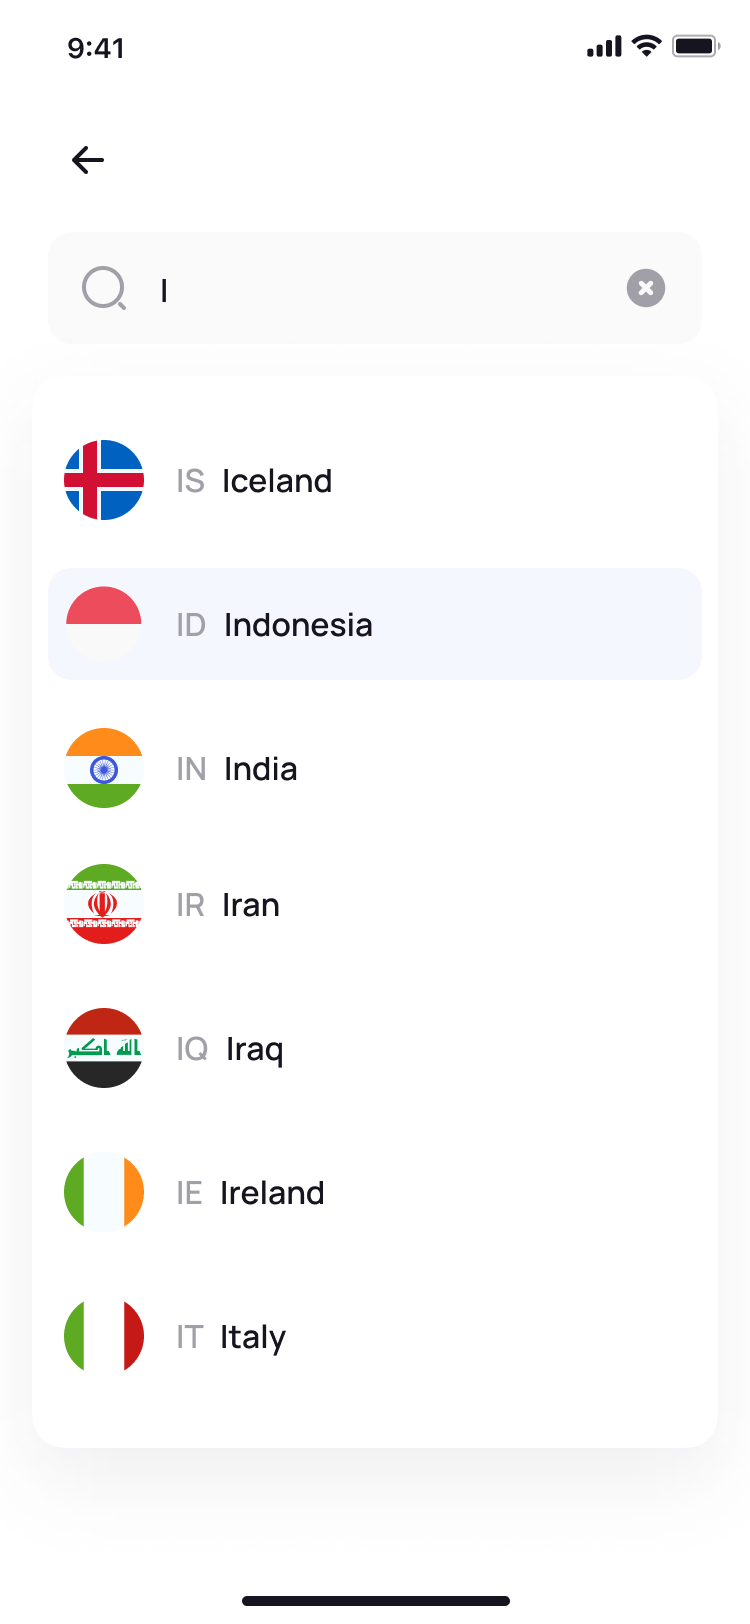 9:41
I
IS Iceland
ID Indonesia
IN India
IR Iran
IQ Iraq
IE Ireland
IT Italy